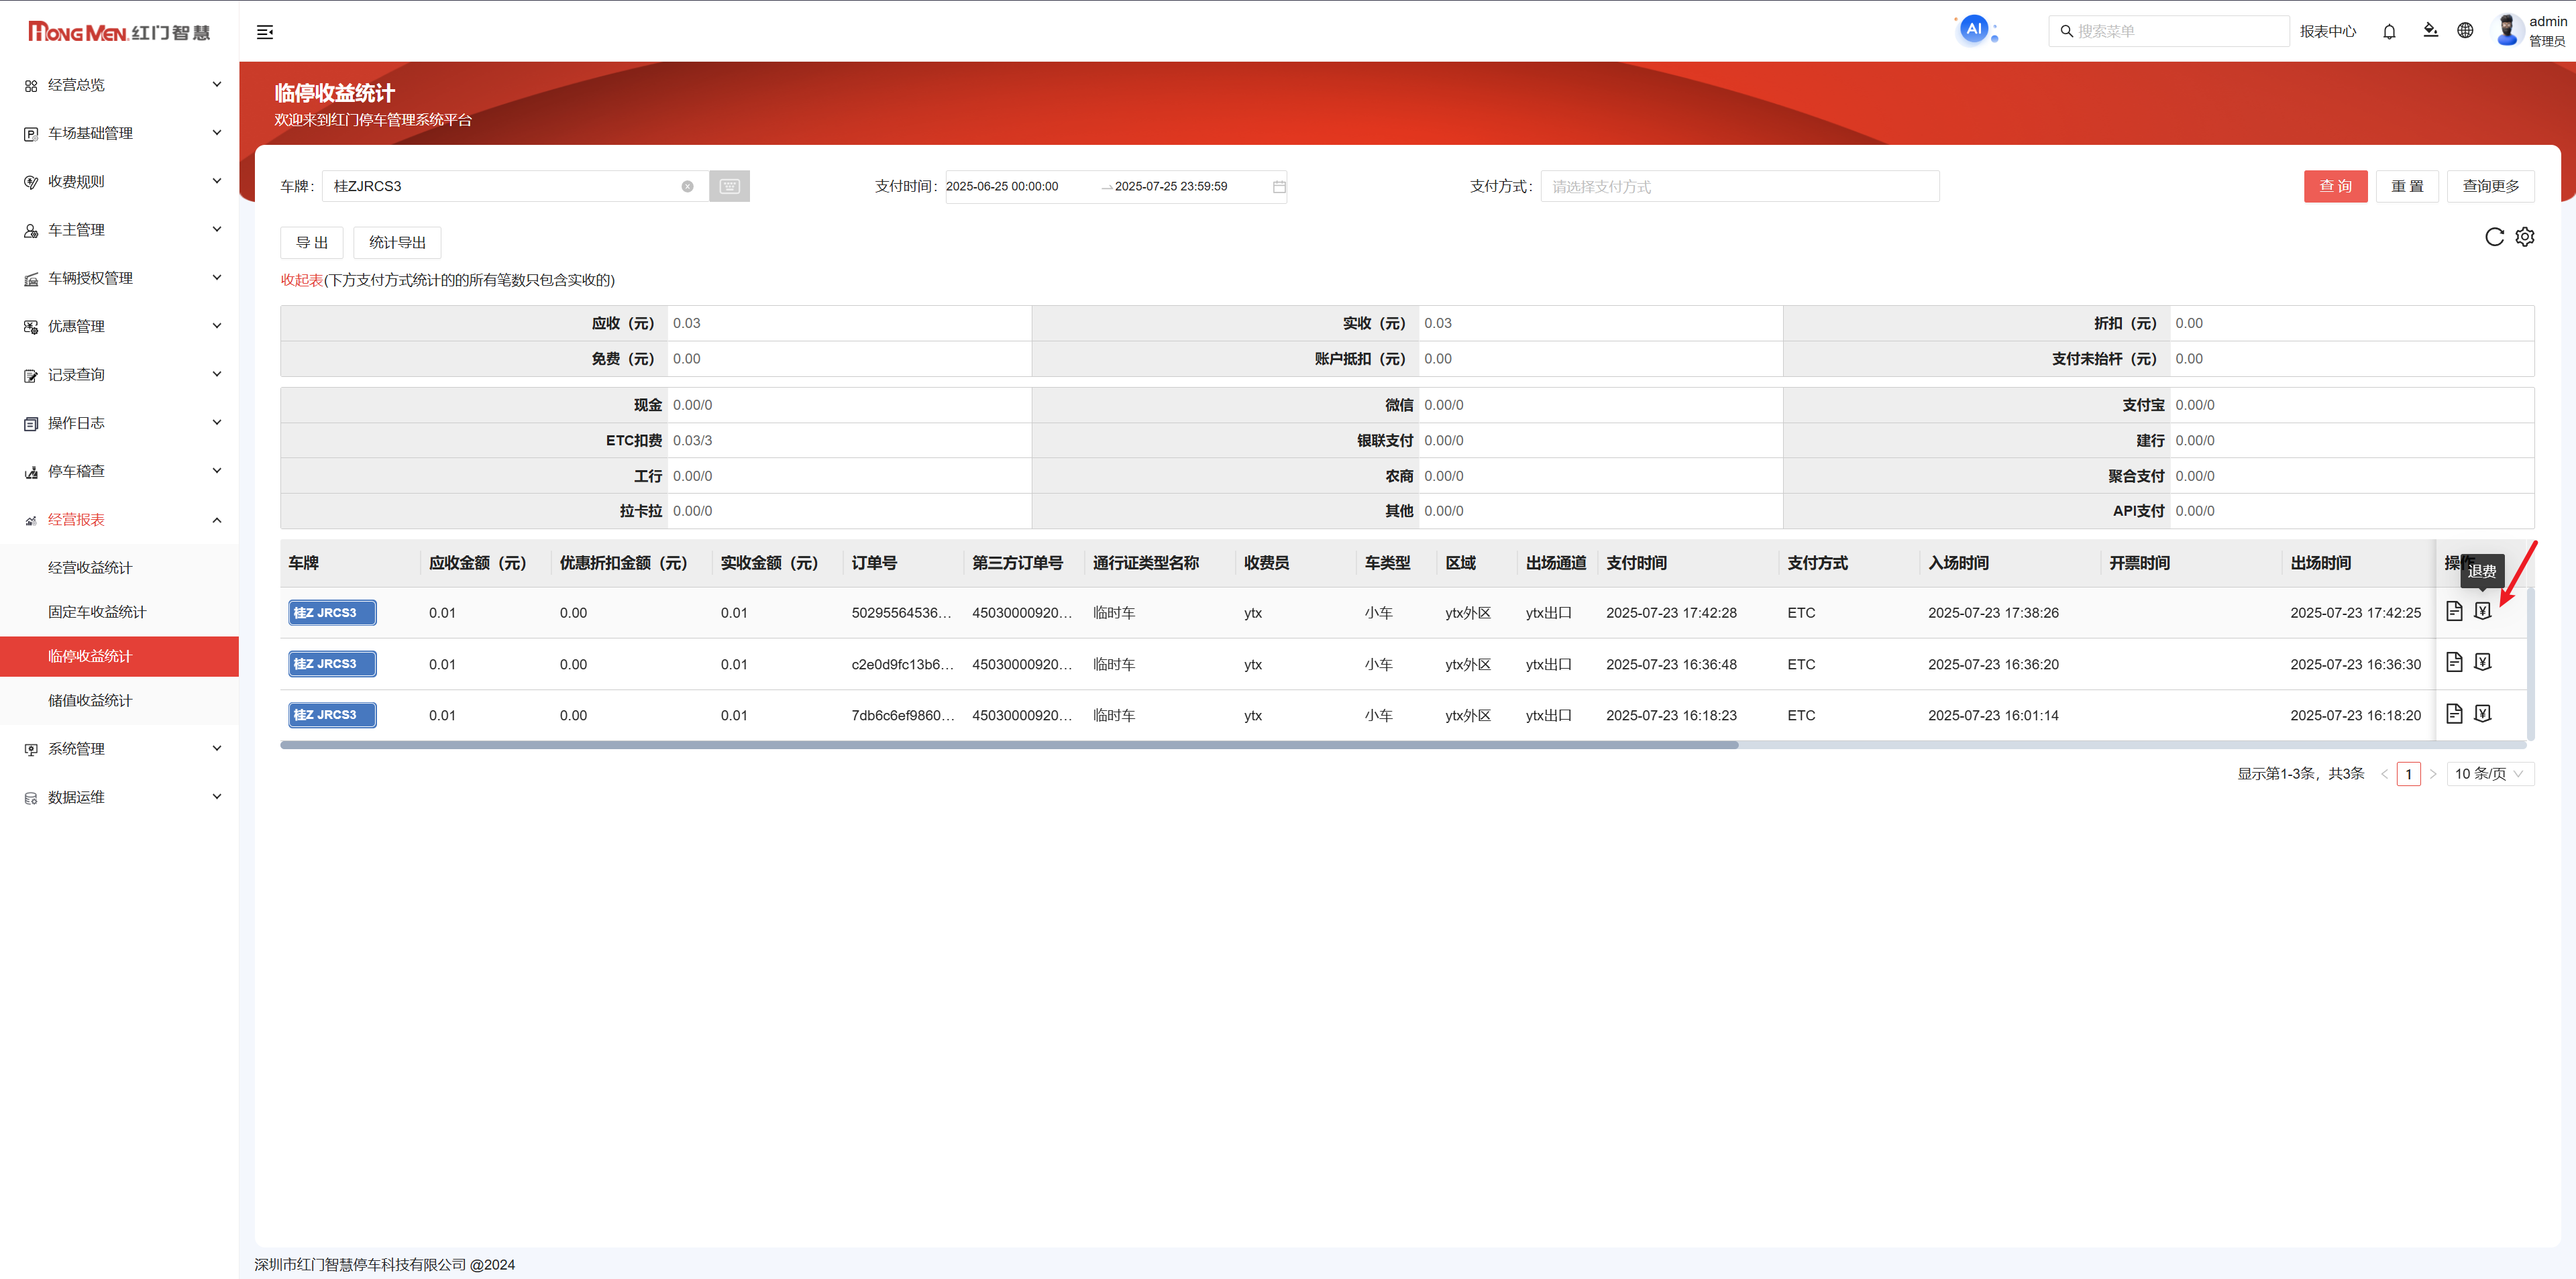 HONG MEN 红门智慧
AI
搜索菜单
报表中心
admin
管理员
经营总览
车场基础管理
收费规则
车主管理
车辆授权管理
优惠管理
记录查询
操作日志
停车稽查
经营报表
经营收益统计
固定车收益统计
临停收益统计
储值收益统计
系统管理
数据运维
临停收益统计
欢迎来到红门停车管理系统平台
车牌: 桂ZJRCS3 支付时间: 2025-06-25 00:00:00 2025-07-25 23:59:59 支付方式: 请选择支付方式 查 询 重 置 查询更多
导 出 统计导出
收起表(下方支付方式统计的的所有笔数只包含实收的)
应收（元） 0.03 实收（元） 0.03 折扣（元） 0.00
免费（元） 0.00 账户抵扣（元） 0.00 支付未抬杆（元） 0.00
现金 0.00/0 微信 0.00/0 支付宝 0.00/0
ETC扣费 0.03/3 银联支付 0.00/0 建行 0.00/0
工行 0.00/0 农商 0.00/0 聚合支付 0.00/0
拉卡拉 0.00/0 其他 0.00/0 API支付 0.00/0
车牌 应收金额（元） 优惠折扣金额（元） 实收金额（元） 订单号 第三方订单号 通行证类型名称 收费员 车类型 区域 出场通道 支付时间 支付方式 入场时间 开票时间 出场时间 操作
退费
桂Z JRCS3 0.01 0.00 0.01 50295564536... 45030000920... 临时车 ytx 小车 ytx外区 ytx出口 2025-07-23 17:42:28 ETC 2025-07-23 17:38:26 2025-07-23 17:42:25
桂Z JRCS3 0.01 0.00 0.01 c2e0d9fc13b6... 45030000920... 临时车 ytx 小车 ytx外区 ytx出口 2025-07-23 16:36:48 ETC 2025-07-23 16:36:20 2025-07-23 16:36:30
桂Z JRCS3 0.01 0.00 0.01 7db6c6ef9860... 45030000920... 临时车 ytx 小车 ytx外区 ytx出口 2025-07-23 16:18:23 ETC 2025-07-23 16:01:14 2025-07-23 16:18:20
显示第1-3条，共3条 1 10 条/页
深圳市红门智慧停车科技有限公司 @2024